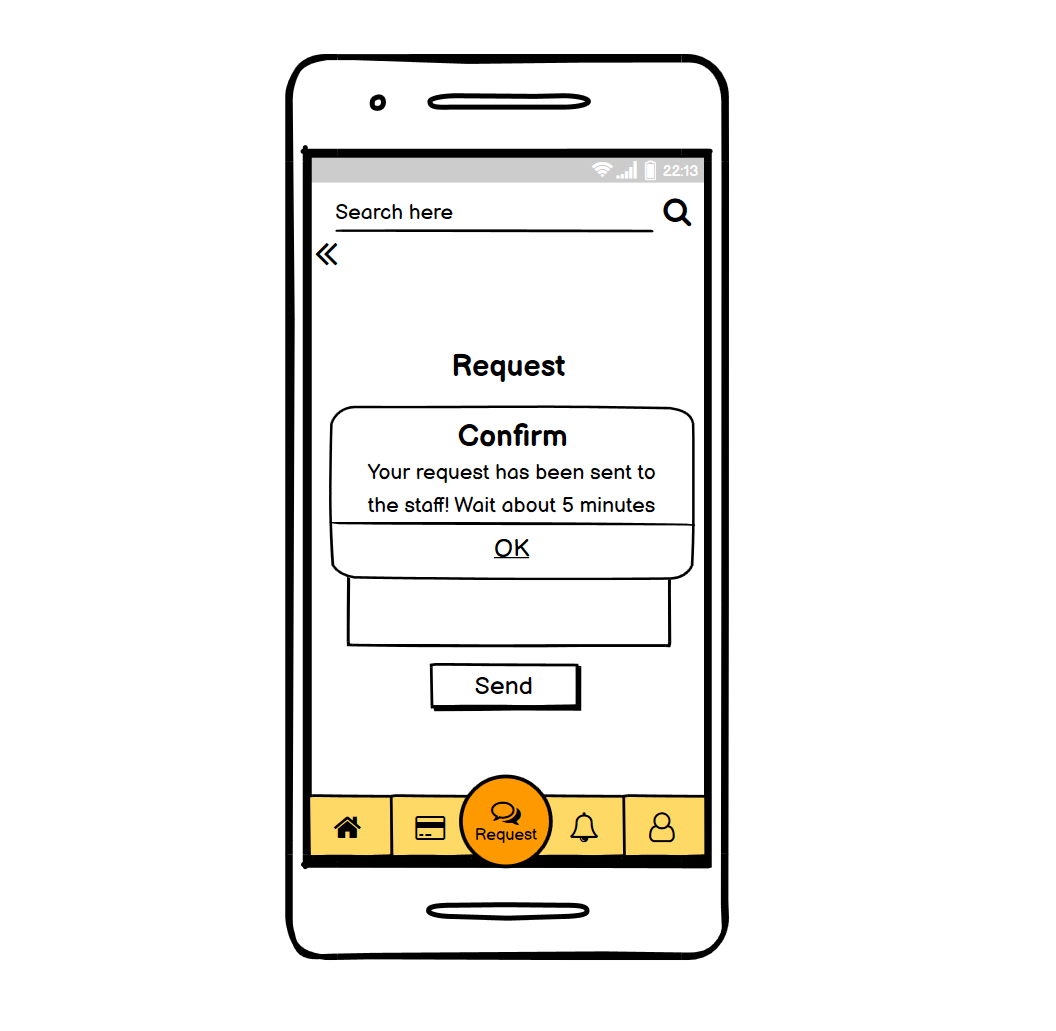 22:13
Search here
Request
Confirm
Your request has been sent to
the staff! Wait about 5 minutes
OK
Send
Request